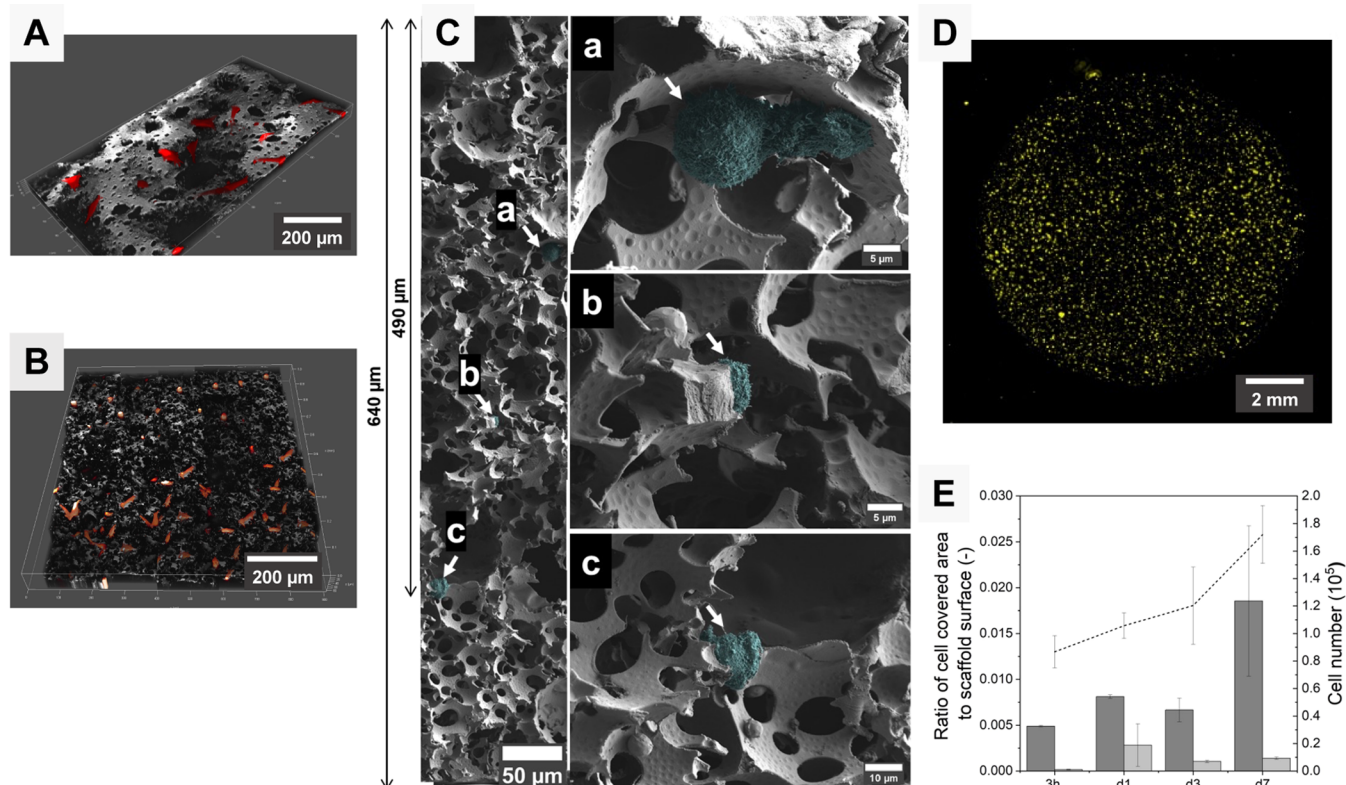 A
200 µm
B
200 µm
640 µm
490 µm
C
a
b
c
50 µm
a
5 µm
b
5 µm
c
10 µm
D
2 mm
E
Ratio of cell covered area
to scaffold surface (-)
0.030
0.025
0.020
0.015
0.010
0.005
0.000
2.0
1.8
1.6
1.4
1.2
1.0
0.8
0.6
0.4
0.2
0.0
Cell number (10⁵)
3h d1 d3 d7